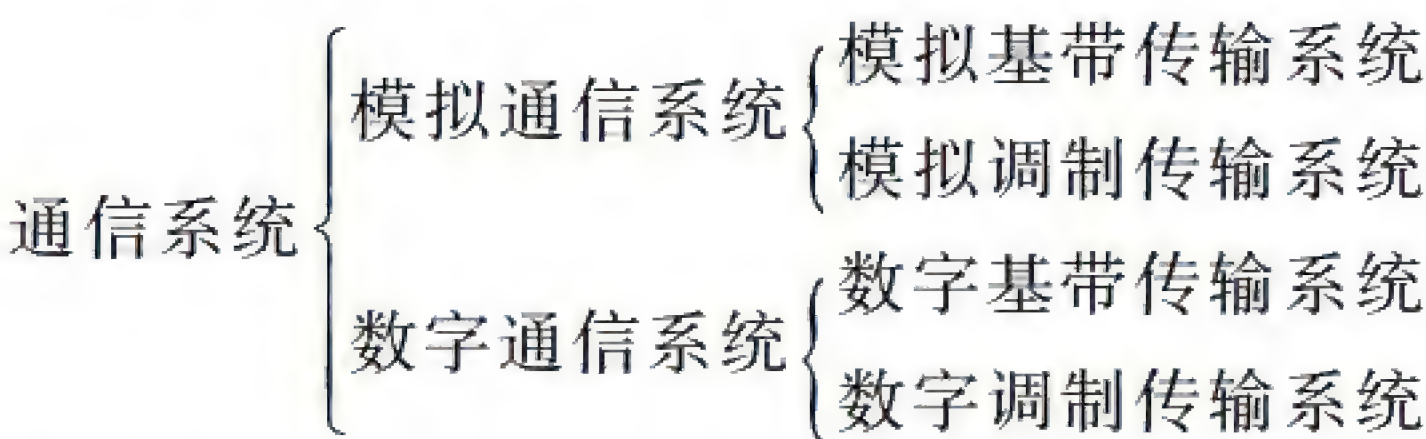 通信系统
模拟通信系统
模拟基带传输系统
模拟调制传输系统
数字通信系统
数字基带传输系统
数字调制传输系统